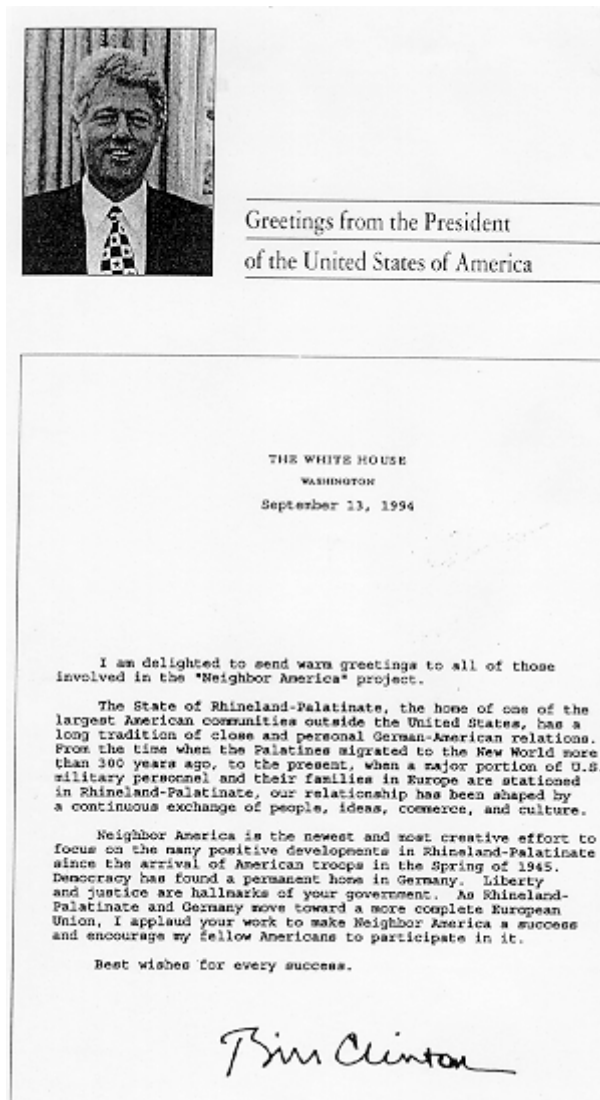 Greetings from the President
of the United States of America
THE WHITE HOUSE
WASHINGTON
September 13, 1994
I am delighted to send warm greetings to all of those
involved in the "Neighbor America" project.
The State of Rhineland-Palatinate, the home of one of the
largest American communities outside the United States, has a
long tradition of close and personal German-American relations.
From the time when the Palatines migrated to the New World more
than 300 years ago, to the present, when a major portion of U.S.
military personnel and their families in Europe are stationed
in Rhineland-Palatinate, our relationship has been shaped by
a continuous exchange of people, ideas, commerce, and culture.
Neighbor America is the newest and most creative effort to
focus on the many positive developments in Rhineland-Palatinate
since the arrival of American troops in the Spring of 1945.
Democracy has found a permanent home in Germany. Liberty
and justice are hallmarks of your government. As Rhineland-
Palatinate and Germany move toward a more complete European
Union, I applaud your work to make Neighbor America a success
and encourage my fellow Americans to participate in it.
Best wishes for every success.
Bill Clinton